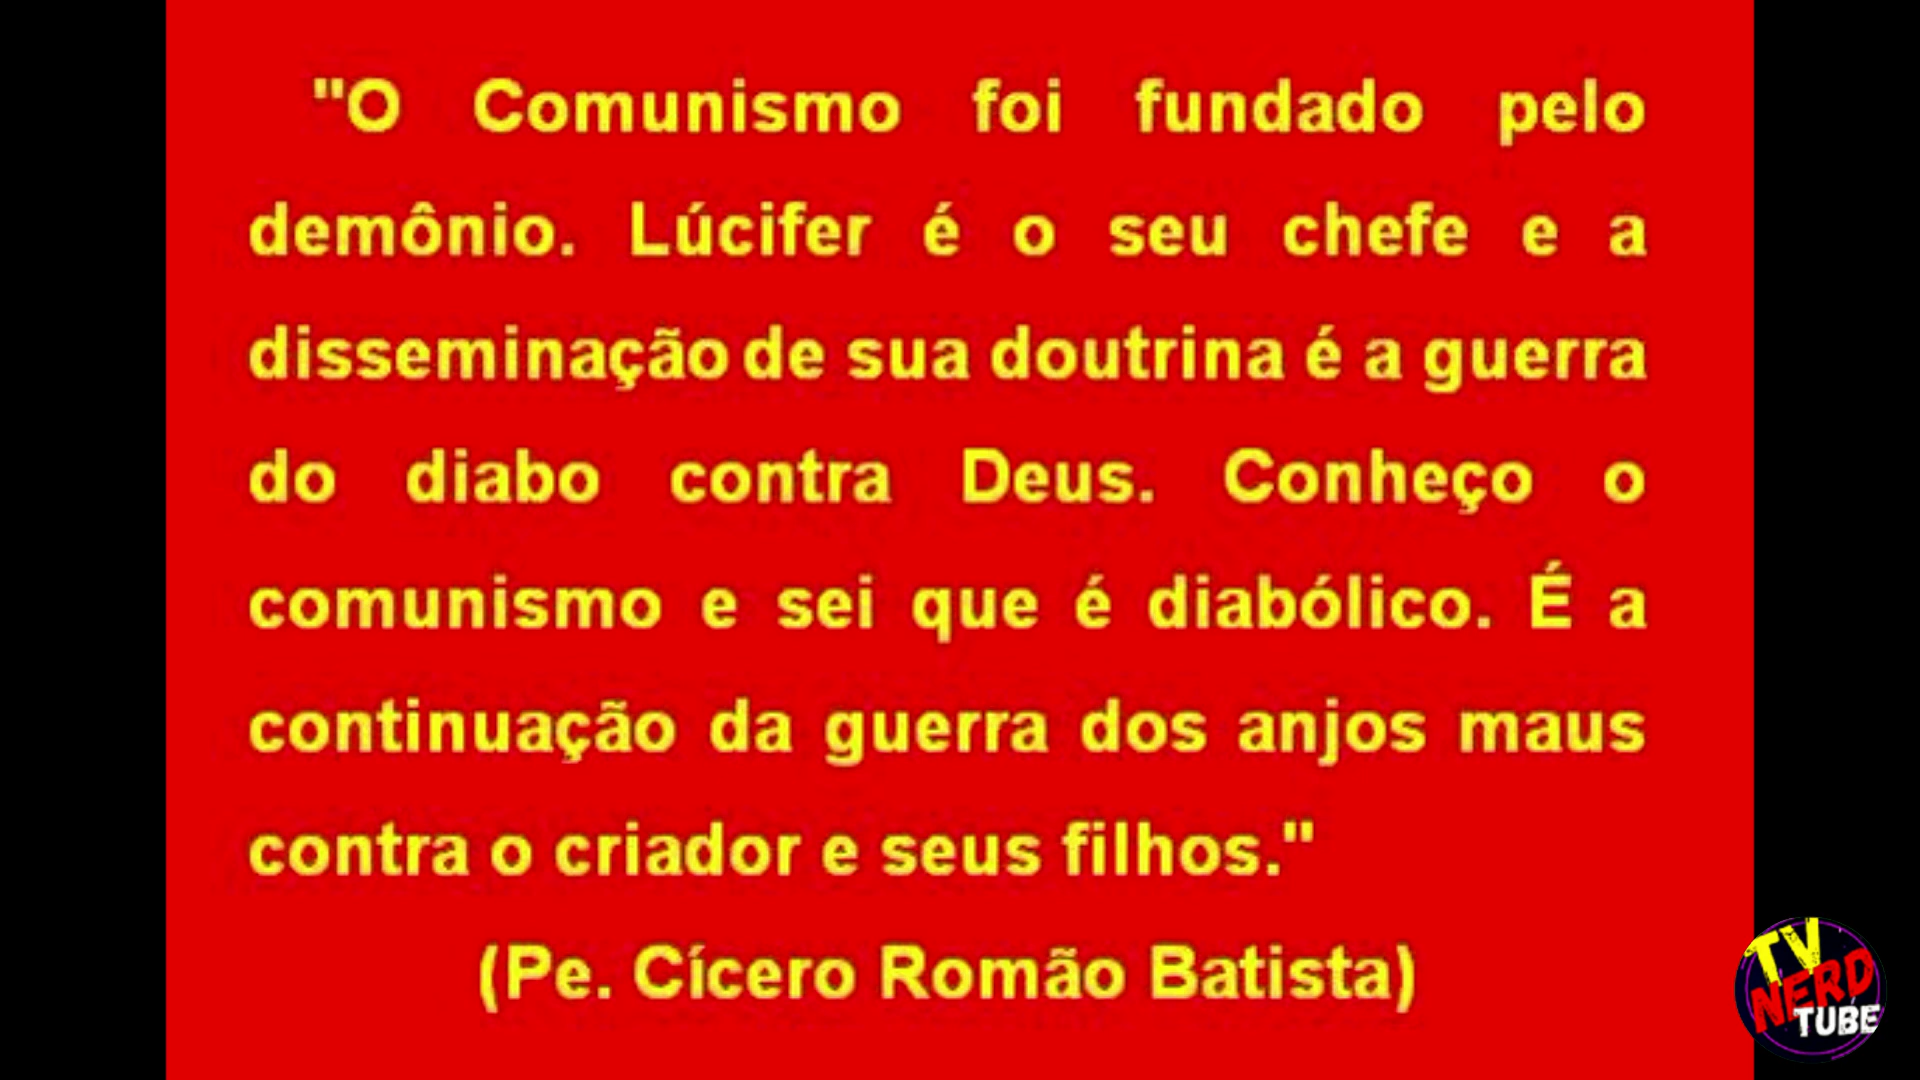 "O Comunismo foi fundado pelo
demônio. Lúcifer é o seu chefe e a
disseminação de sua doutrina é a guerra
do diabo contra Deus. Conheço o
comunismo e sei que é diabólico. É a
continuação da guerra dos anjos maus
contra o criador e seus filhos."
(Pe. Cícero Romão Batista)
TV
NERD
TUBE